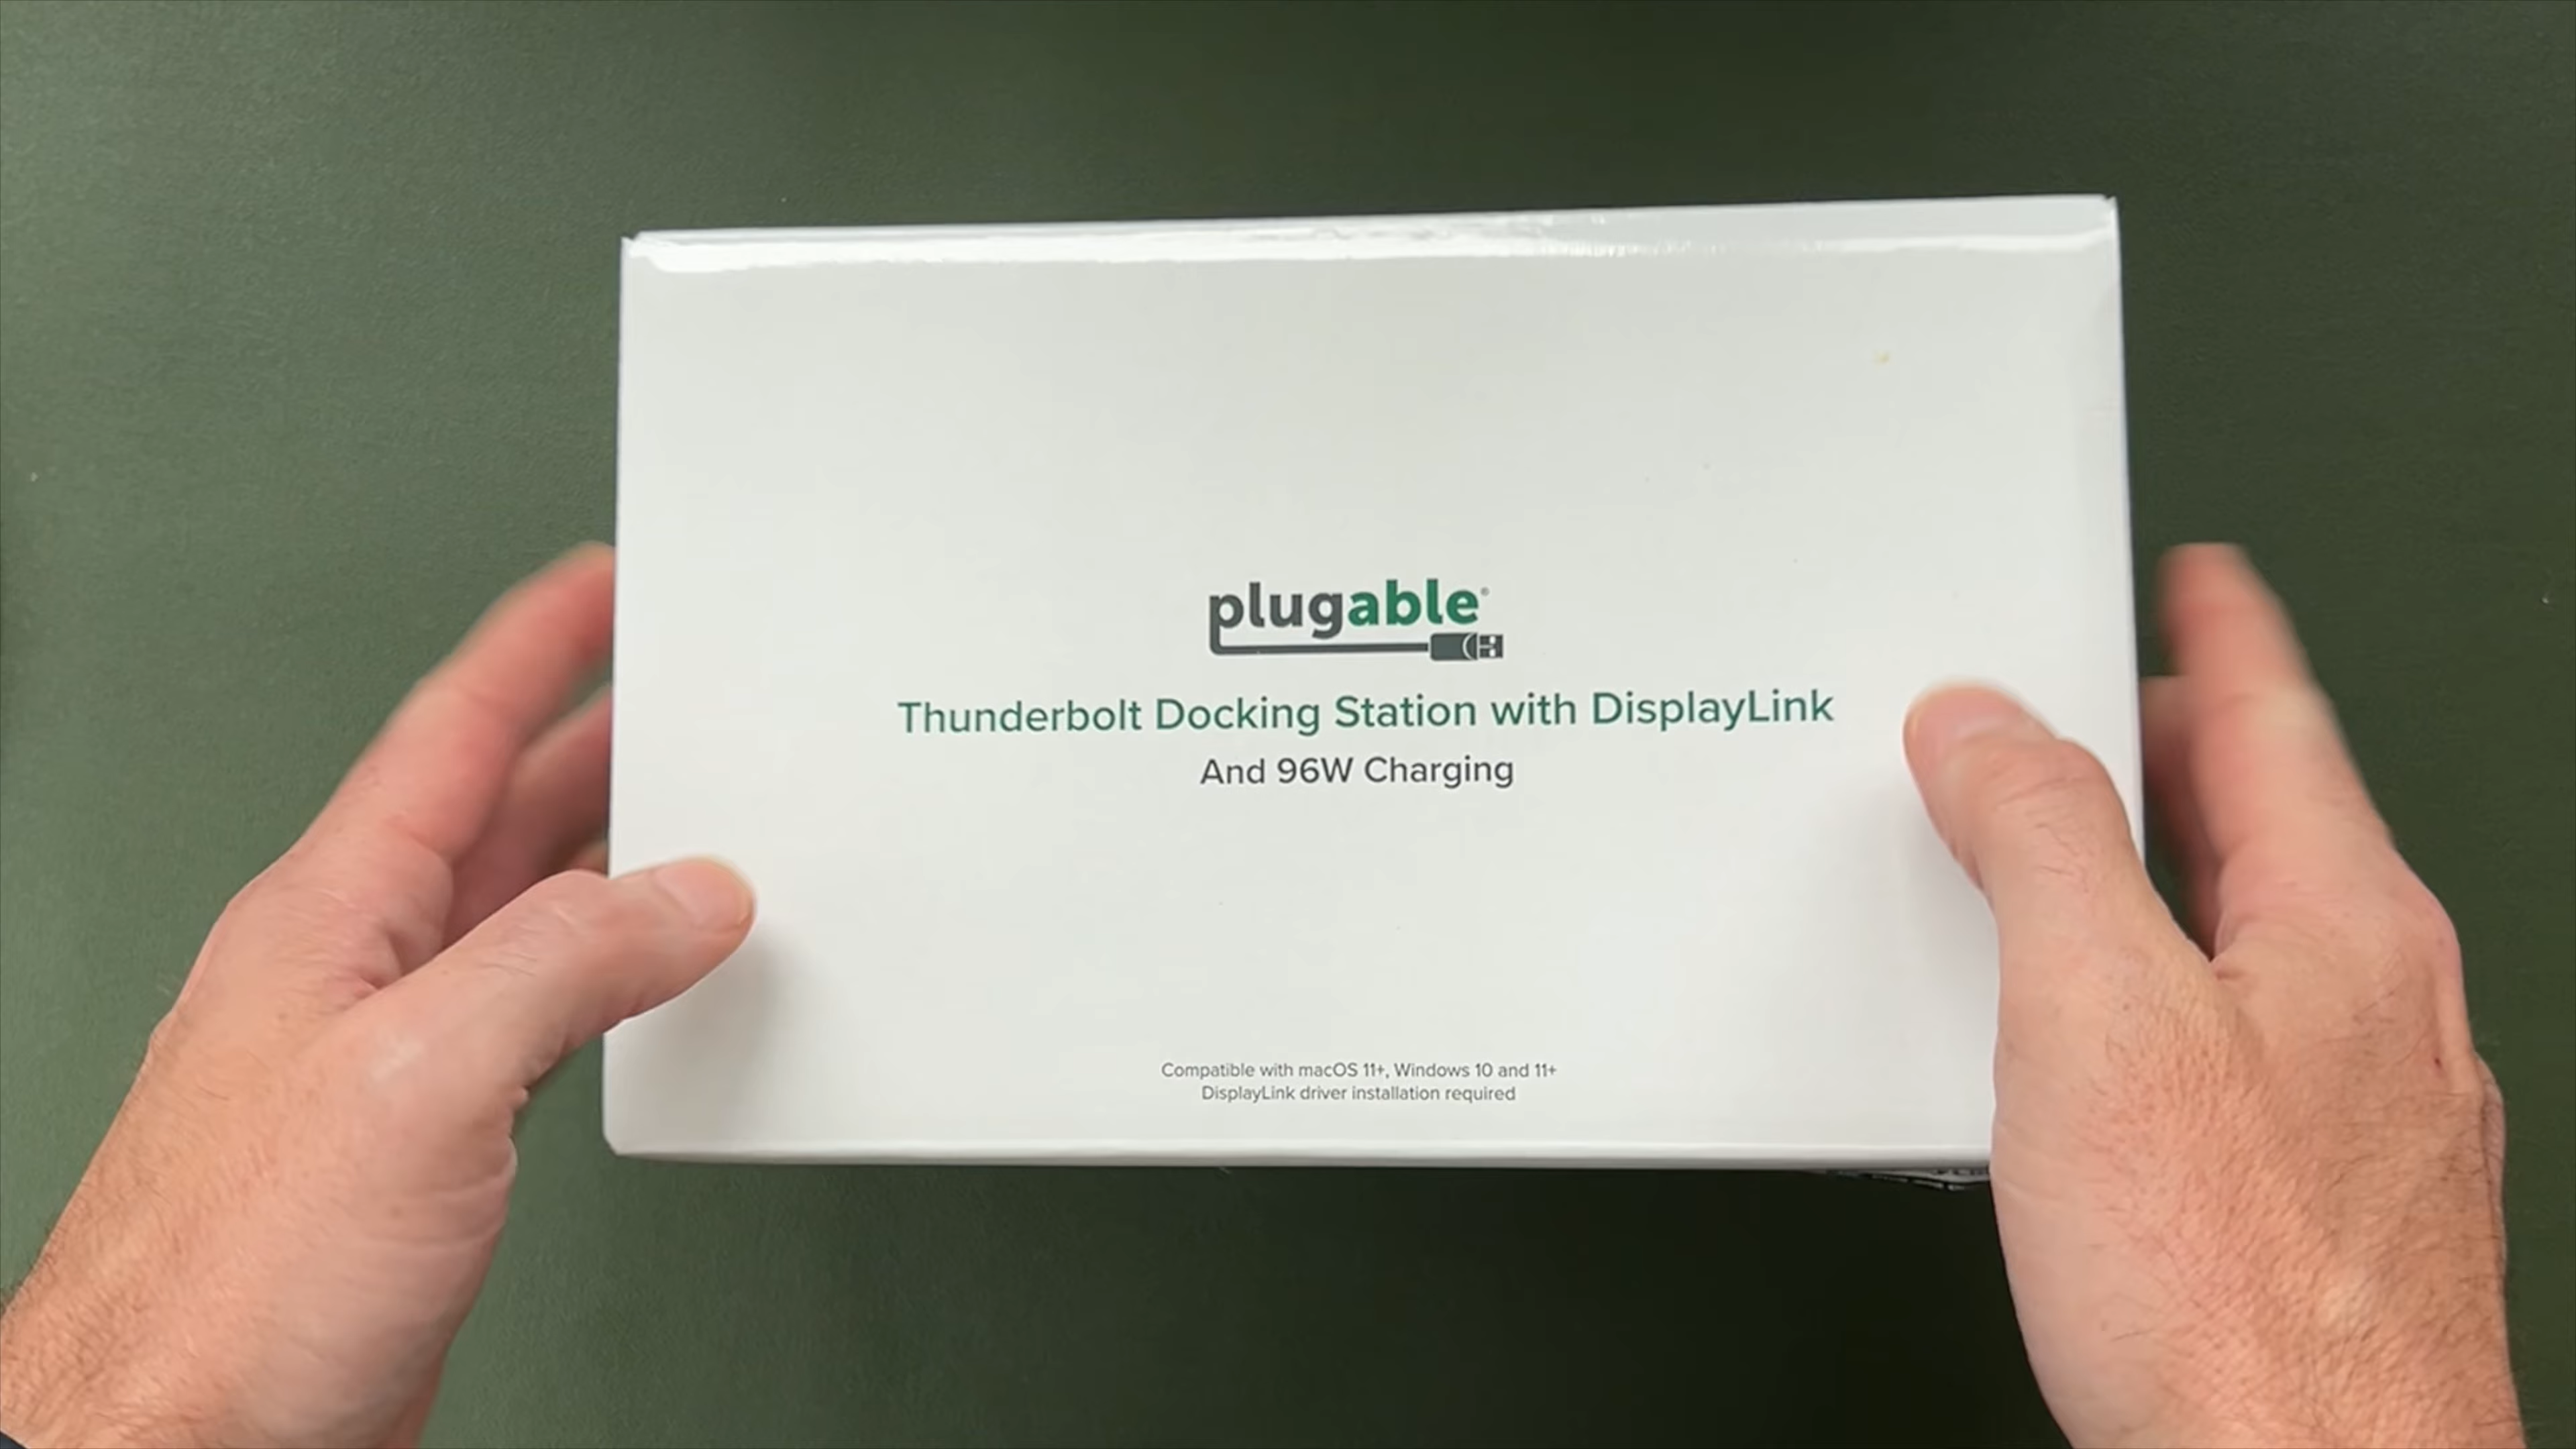 plugable®
Thunderbolt Docking Station with DisplayLink
And 96W Charging
Compatible with macOS 11+, Windows 10 and 11+
DisplayLink driver installation required